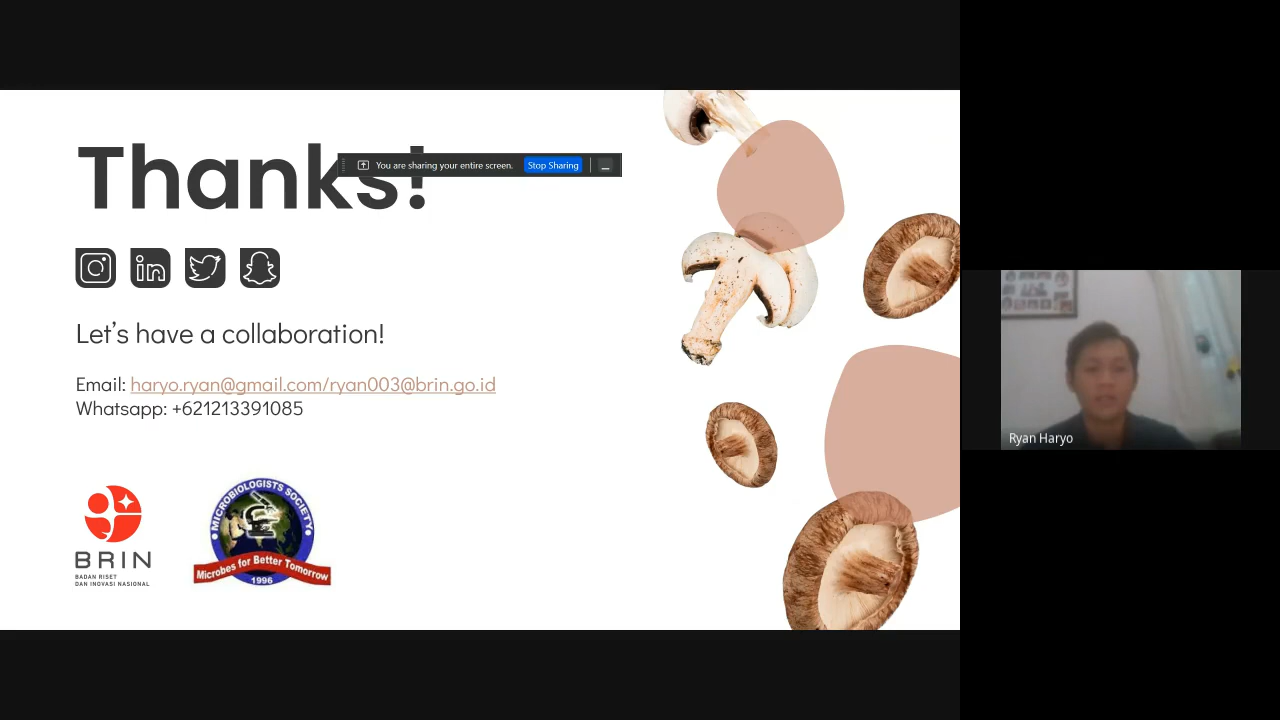 Thanks!
You are sharing your entire screen.
Stop Sharing
Let's have a collaboration!
Email: haryo.ryan@gmail.com/ryan003@brin.go.id
Whatsapp: +621213391085
BRIN
BADAN RISET
DAN INOVASI NASIONAL
MICROBIOLOGISTS SOCIETY
Microbes for Better Tomorrow
1996
Ryan Haryo